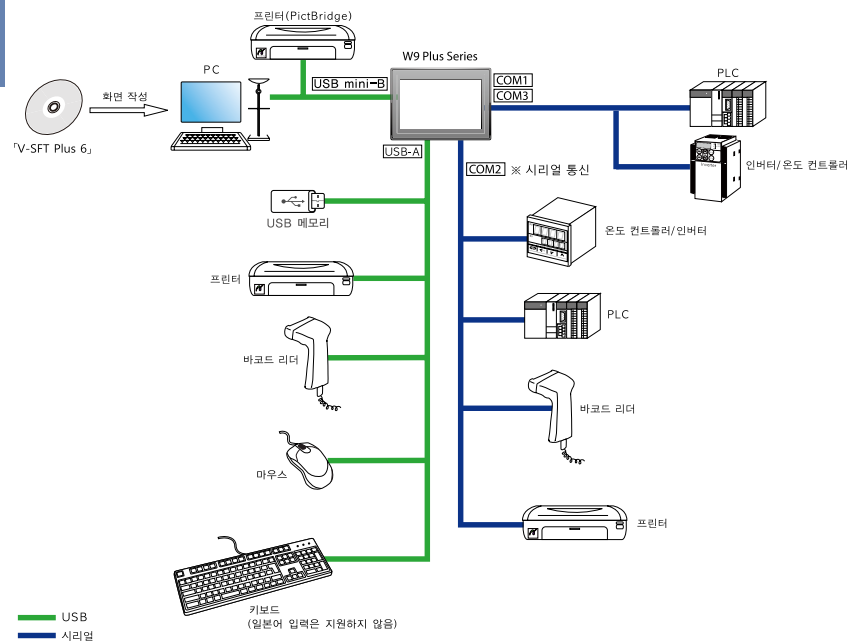 프린터(PictBridge)
W9 Plus Series
PC
USB mini-B
COM1
COM3
PLC
화면 작성
「V-SFT Plus 6」
USB-A
COM2 ※ 시리얼 통신
인버터/온도 컨트롤러
USB 메모리
온도 컨트롤러/인버터
프린터
PLC
바코드 리더
바코드 리더
마우스
프린터
키보드
(일본어 입력은 지원하지 않음)
USB
시리얼